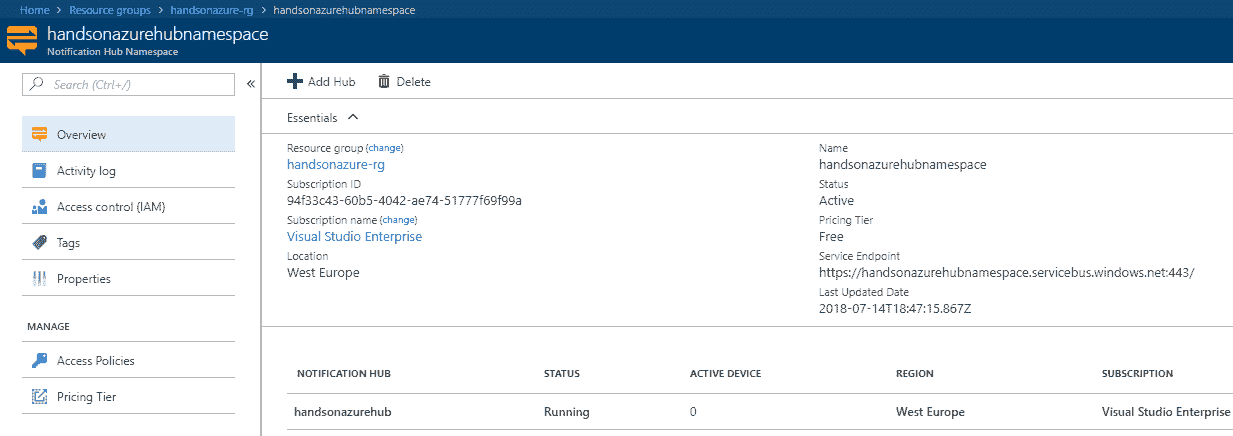 Home > Resource groups > handsonazure-rg > handsonazurehubnamespace
handsonazurehubnamespace
Notification Hub Namespace
Search (Ctrl+/)
«
Overview
Activity log
Access control (IAM)
Tags
Properties
MANAGE
Access Policies
Pricing Tier
Add Hub Delete
Essentials
Resource group (change)
handsonazure-rg
Subscription ID
94f33c43-60b5-4042-ae74-51777f69f99a
Subscription name (change)
Visual Studio Enterprise
Location
West Europe
Name
handsonazurehubnamespace
Status
Active
Pricing Tier
Free
Service Endpoint
https://handsonazurehubnamespace.servicebus.windows.net:443/
Last Updated Date
2018-07-14T18:47:15.867Z
NOTIFICATION HUB STATUS ACTIVE DEVICE REGION SUBSCRIPTION
handsonazurehub Running 0 West Europe Visual Studio Enterprise